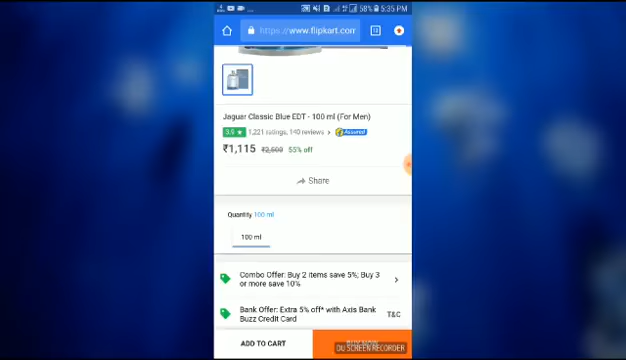 58% 5:35 PM
https://www.flipkart.com
Jaguar Classic Blue EDT - 100 ml (For Men)
3.9 ★ 1,221 ratings, 140 reviews > Assured
₹1,115 ₹2,500 55% off
Share
Quantity 100 ml
100 ml
Combo Offer: Buy 2 items save 5%; Buy 3
or more save 10%
Bank Offer: Extra 5% off* with Axis Bank
Buzz Credit Card
T&C
ADD TO CART
DU SCREEN RECORDER